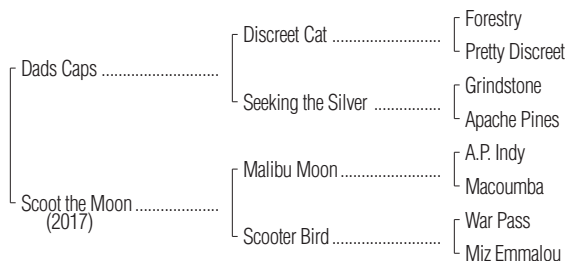 Forestry
Discreet Cat ........................
Pretty Discreet
Dads Caps ..........................
Grindstone
Seeking the Silver ...............
Apache Pines
A.P. Indy
Malibu Moon ......................
Macoumba
Scoot the Moon ...................
(2017)
War Pass
Scooter Bird ........................
Miz Emmalou